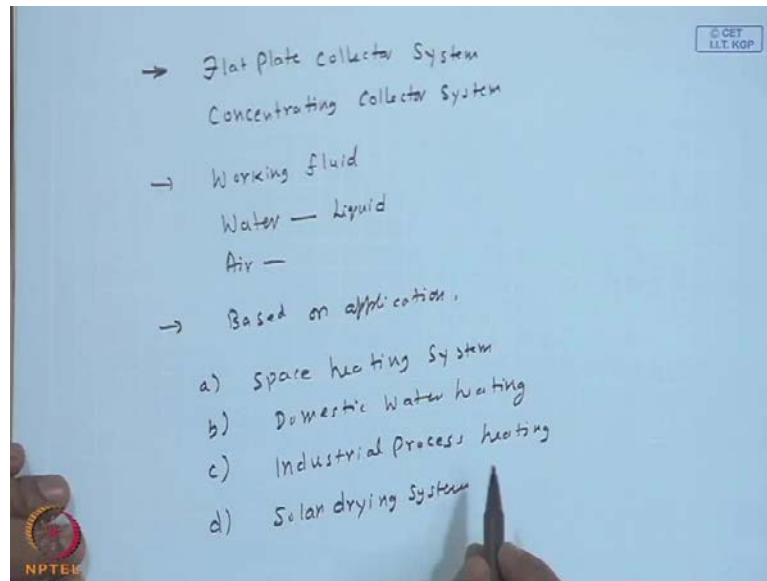 © CET
I.I.T. KGP
→ Flat Plate Collector System
Concentrating Collector System
→ Working fluid
Water — Liquid
Air —
→ Based on application.
a) Space heating System
b) Domestic Water heating
c) Industrial Process heating
d) Solar drying System
NPTEL